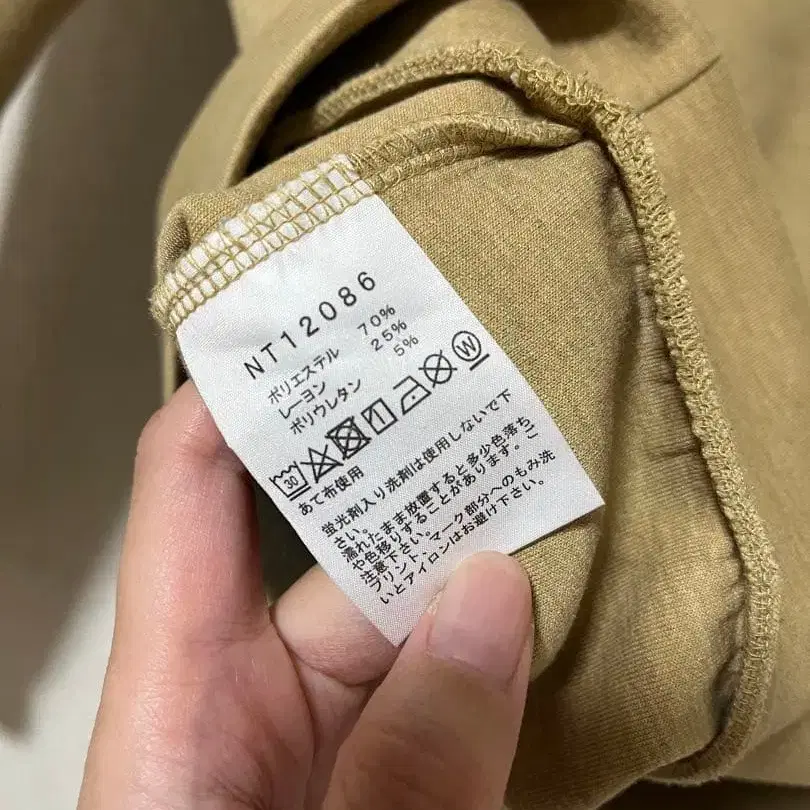 NT12086
ポリエステル 70%
レーヨン 25%
ポリウレタン 5%
30 W
あて布使用
蛍光剤入り洗剤は使用しないで下
さい。
濡れたまま放置すると多少色落ち
や色移りすることがあります。ご
注意下さい。
プリント、マーク部分へのもみ洗
いとアイロンはお避け下さい。